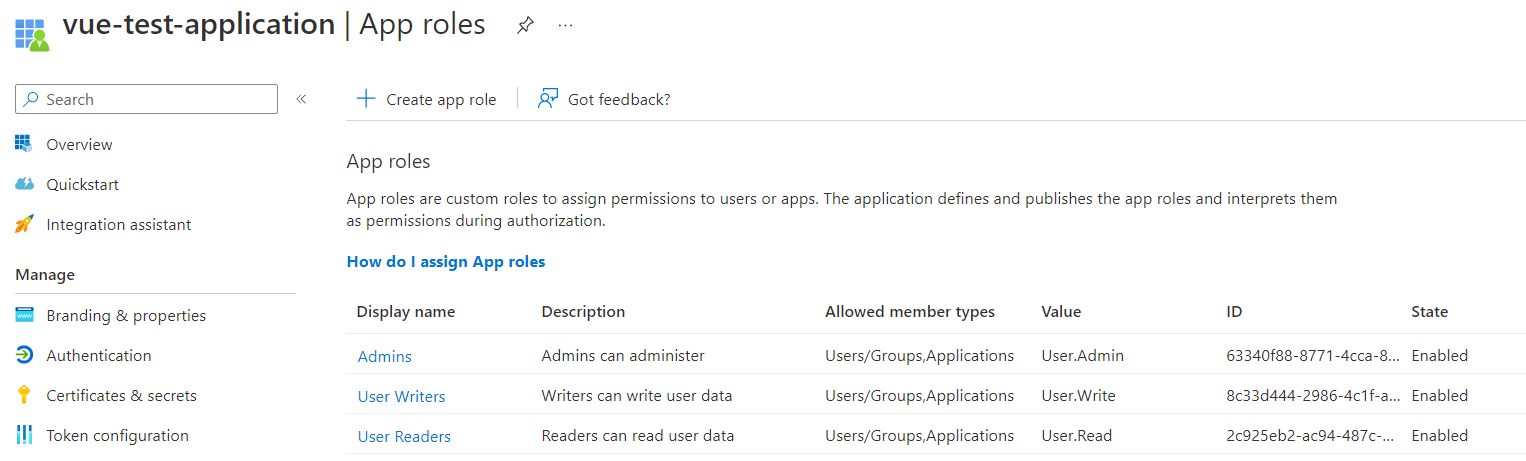 vue-test-application | App roles
Search
Create app role
Got feedback?
Overview
Quickstart
Integration assistant
Manage
Branding & properties
Authentication
Certificates & secrets
Token configuration
App roles
App roles are custom roles to assign permissions to users or apps. The application defines and publishes the app roles and interprets them
as permissions during authorization.
How do I assign App roles
Display name Description Allowed member types Value ID State
Admins Admins can administer Users/Groups,Applications User.Admin 63340f88-8771-4cca-8... Enabled
User Writers Writers can write user data Users/Groups,Applications User.Write 8c33d444-2986-4c1f-a... Enabled
User Readers Readers can read user data Users/Groups,Applications User.Read 2c925eb2-ac94-487c-... Enabled